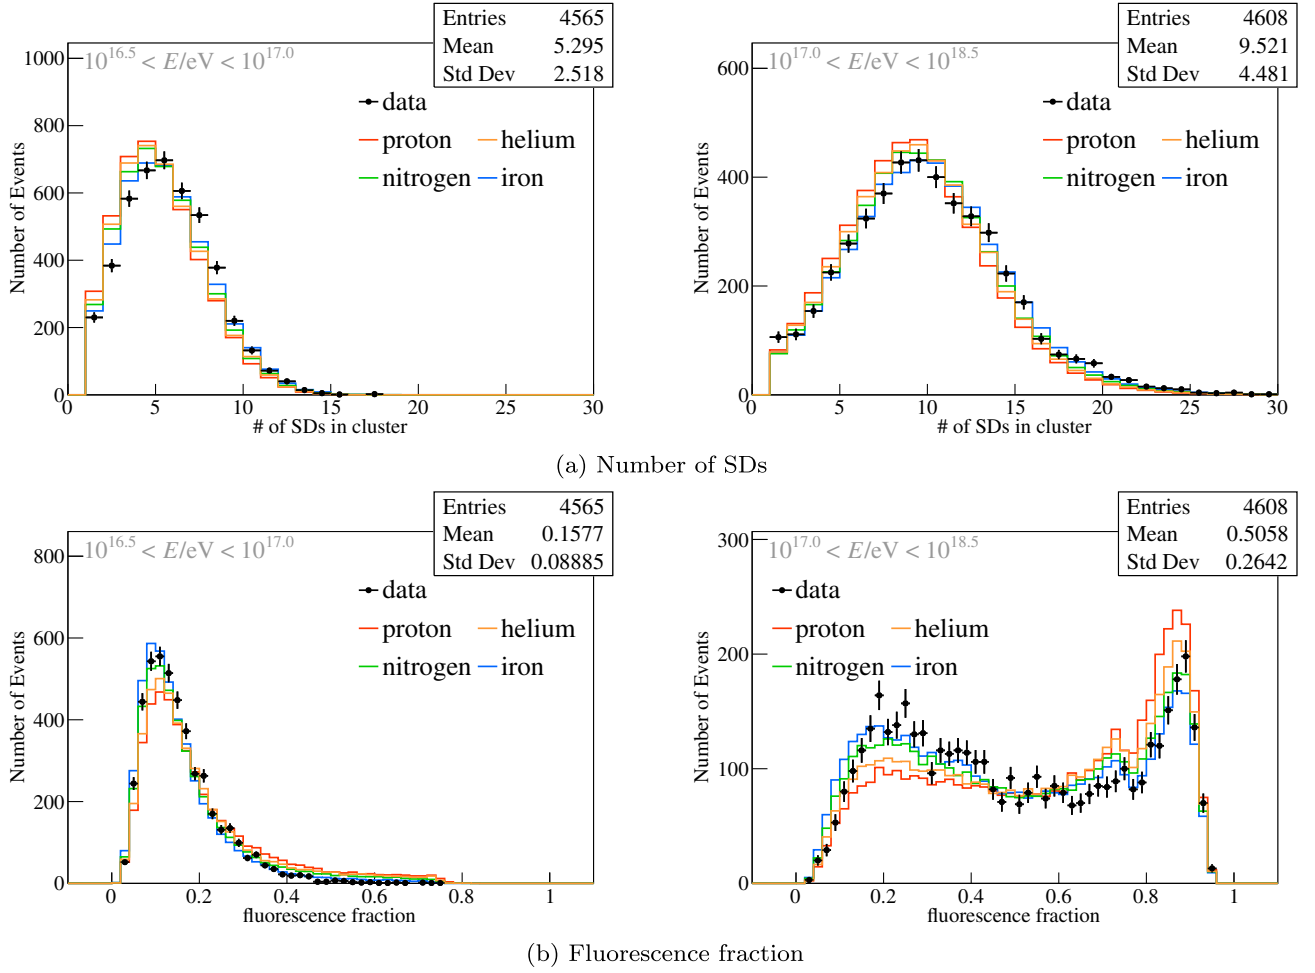 Entries 4565
Mean 5.295
Std Dev 2.518
10^16.5 < E/eV < 10^17.0
1000
800
600
400
200
0
Number of Events
data
proton helium
nitrogen iron
0 5 10 15 20 25 30
# of SDs in cluster
Entries 4608
Mean 9.521
Std Dev 4.481
10^17.0 < E/eV < 10^18.5
600
400
200
0
Number of Events
data
proton helium
nitrogen iron
0 5 10 15 20 25 30
# of SDs in cluster
(a) Number of SDs
Entries 4565
Mean 0.1577
Std Dev 0.08885
10^16.5 < E/eV < 10^17.0
800
600
400
200
0
Number of Events
data
proton helium
nitrogen iron
0 0.2 0.4 0.6 0.8 1
fluorescence fraction
Entries 4608
Mean 0.5058
Std Dev 0.2642
10^17.0 < E/eV < 10^18.5
300
200
100
0
Number of Events
data
proton helium
nitrogen iron
0 0.2 0.4 0.6 0.8 1
fluorescence fraction
(b) Fluorescence fraction